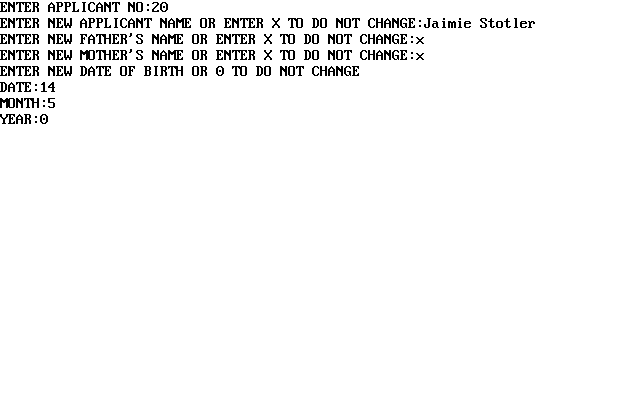 ENTER APPLICANT NO:20
ENTER NEW APPLICANT NAME OR ENTER X TO DO NOT CHANGE:Jaimie Stotler
ENTER NEW FATHER'S NAME OR ENTER X TO DO NOT CHANGE:x
ENTER NEW MOTHER'S NAME OR ENTER X TO DO NOT CHANGE:x
ENTER NEW DATE OF BIRTH OR 0 TO DO NOT CHANGE
DATE:14
MONTH:5
YEAR:0